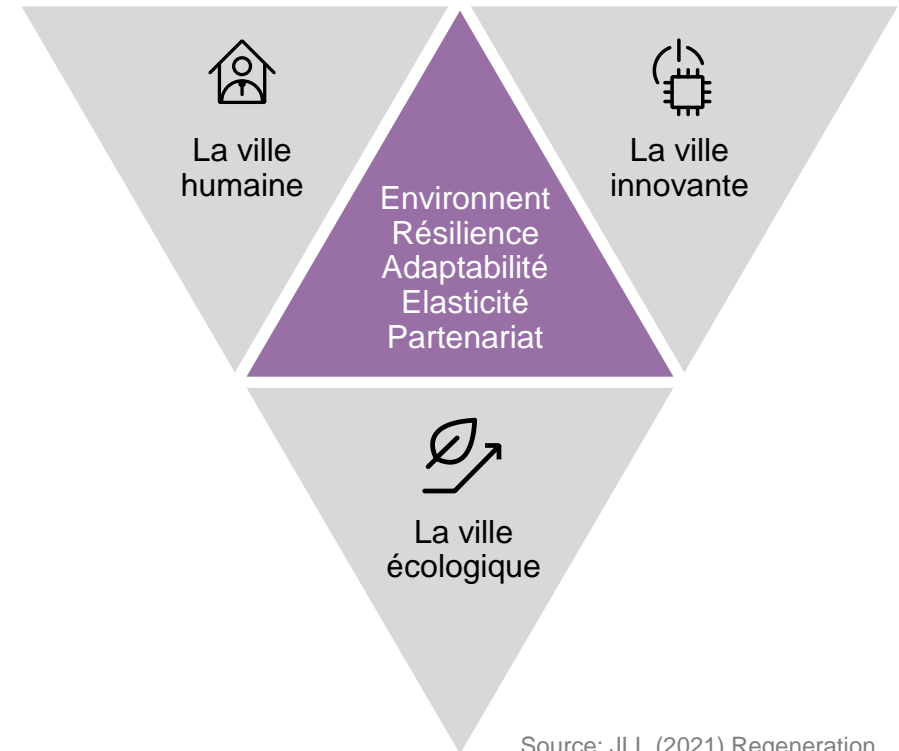 La ville
humaine
La ville
innovante
Environnent
Résilience
Adaptabilité
Elasticité
Partenariat
La ville
écologique
Source: JLL (2021) Regeneration